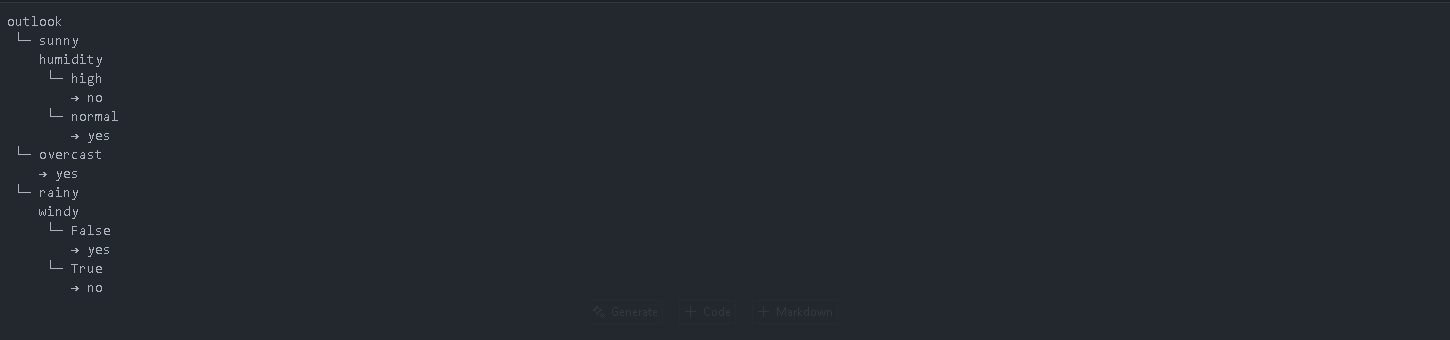 outlook
└─ sunny
humidity
└─ high
→ no
└─ normal
→ yes
└─ overcast
→ yes
└─ rainy
windy
└─ False
→ yes
└─ True
→ no
Generate + Code + Markdown